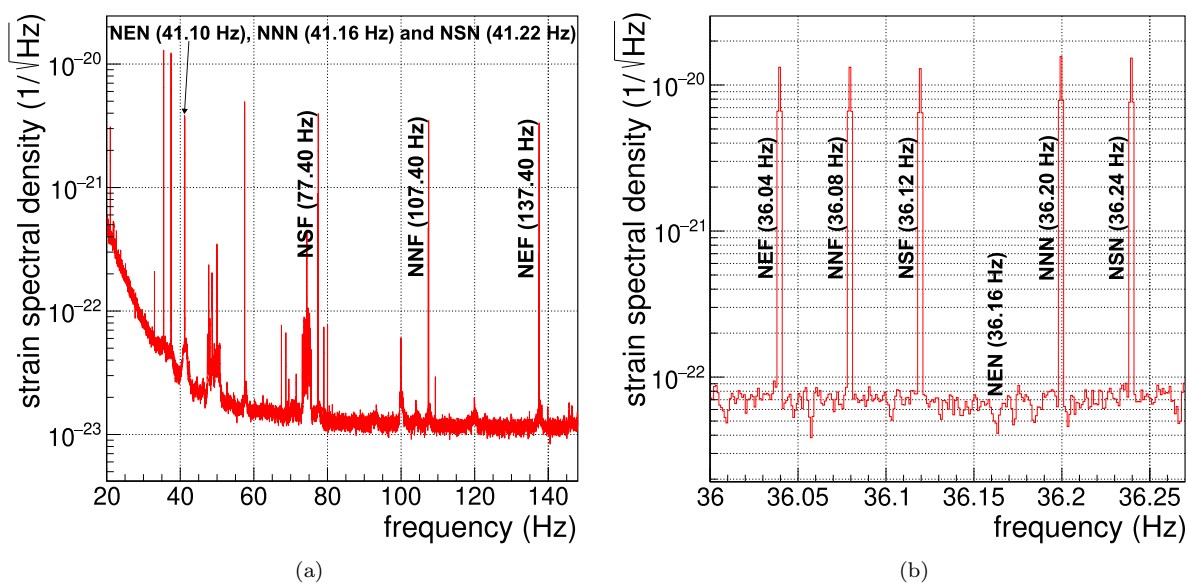 NEN (41.10 Hz), NNN (41.16 Hz) and NSN (41.22 Hz)
strain spectral density (1/√Hz)
10⁻²⁰
10⁻²¹
10⁻²²
10⁻²³
NSF (77.40 Hz)
NNF (107.40 Hz)
NEF (137.40 Hz)
20 40 60 80 100 120 140
frequency (Hz)
(a)
strain spectral density (1/√Hz)
10⁻²⁰
10⁻²¹
10⁻²²
NEF (36.04 Hz)
NNF (36.08 Hz)
NSF (36.12 Hz)
NEN (36.16 Hz)
NNN (36.20 Hz)
NSN (36.24 Hz)
36 36.05 36.1 36.15 36.2 36.25
frequency (Hz)
(b)